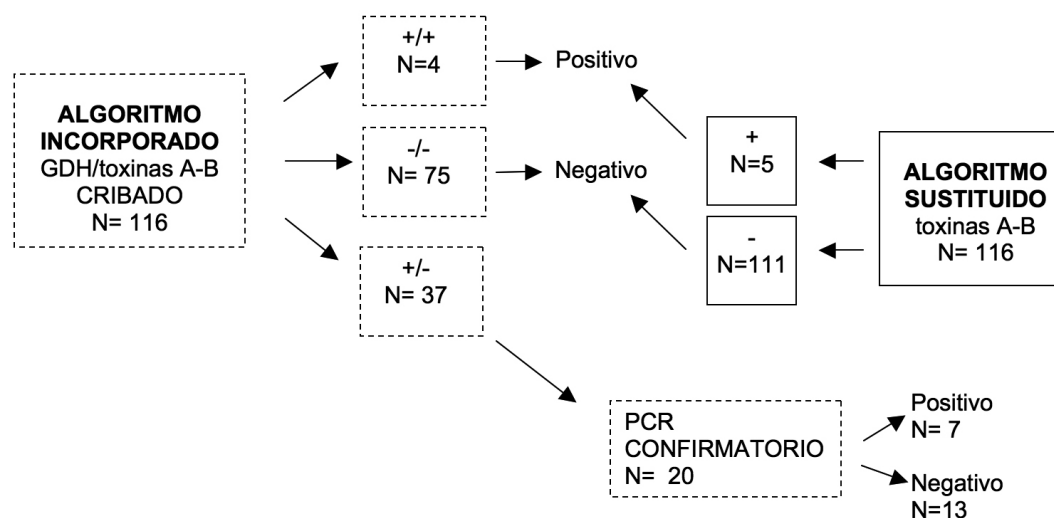 ALGORITMO
INCORPORADO
GDH/toxinas A-B
CRIBADO
N= 116
+/+
N=4
Positivo
-/-
N= 75
Negativo
+/-
N= 37
+
N=5
-
N=111
ALGORITMO
SUSTITUIDO
toxinas A-B
N= 116
PCR
CONFIRMATORIO
N=  20
Positivo
N= 7
Negativo
N=13